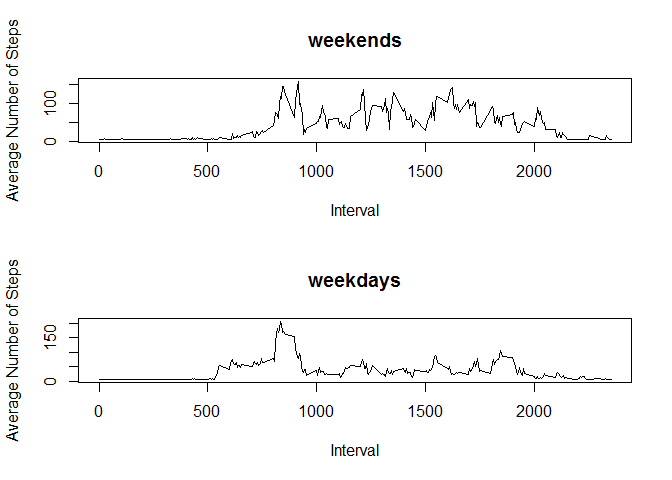 weekends
Average Number of Steps
0 100
0 500 1000 1500 2000
Interval
weekdays
Average Number of Steps
0 150
0 500 1000 1500 2000
Interval